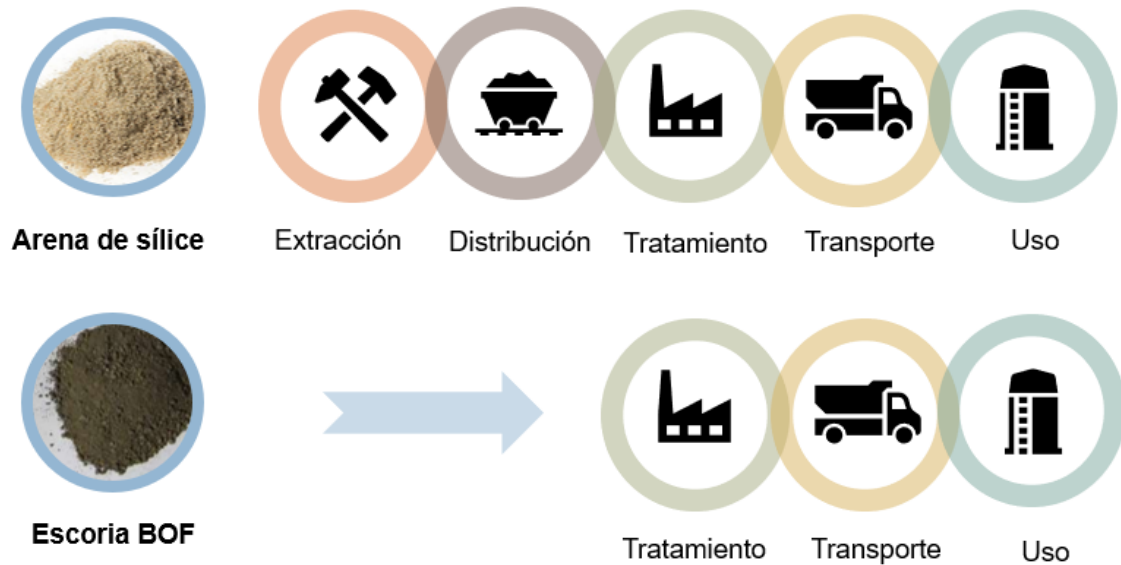 Arena de sílice
Extracción
Distribución
Tratamiento
Transporte
Uso
Escoria BOF
Tratamiento
Transporte
Uso